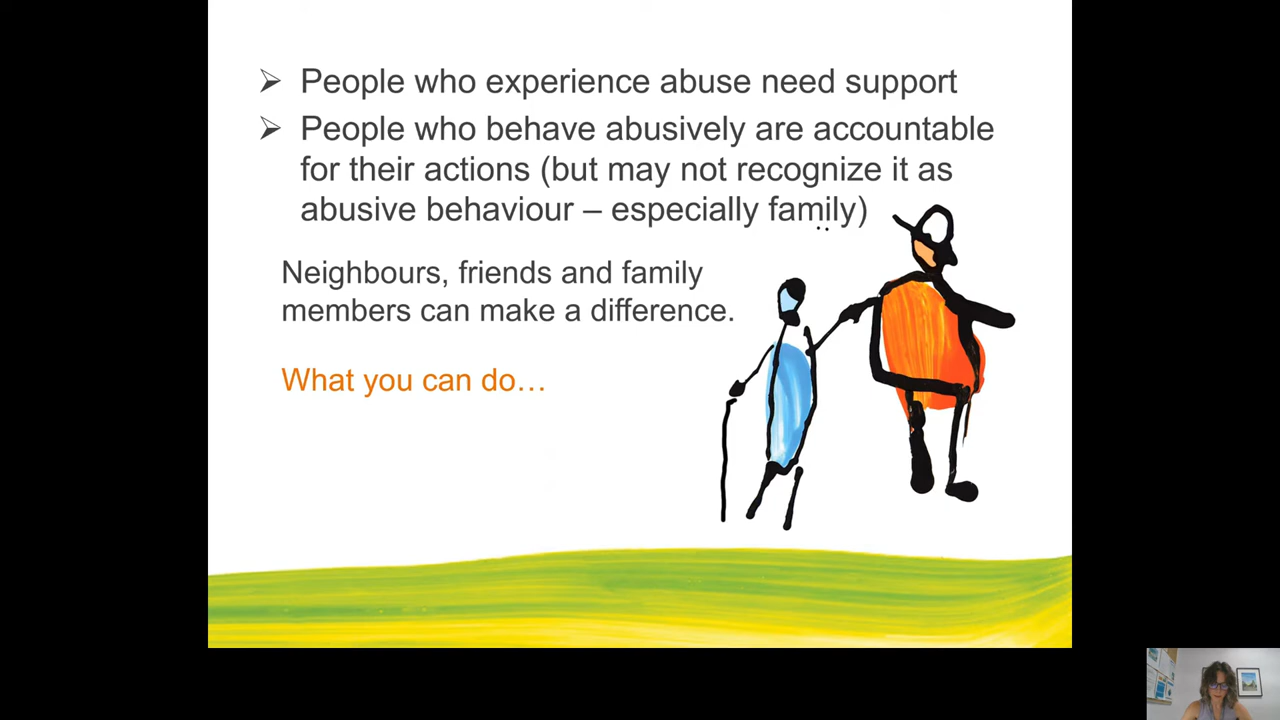 ➢ People who experience abuse need support
➢ People who behave abusively are accountable
for their actions (but may not recognize it as
abusive behaviour – especially family)
Neighbours, friends and family
members can make a difference.
What you can do…